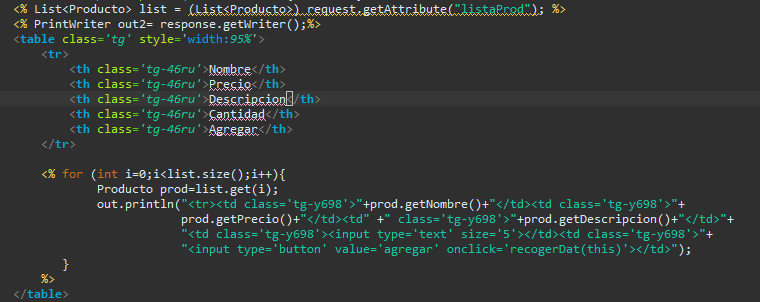 <% List<Producto> list = (List<Producto>) request.getAttribute("listaProd"); %>
<% PrintWriter out2= response.getWriter();%>
<table class='tg' style='width:95%'>
<tr>
<th class='tg-46ru'>Nombre</th>
<th class='tg-46ru'>Precio</th>
<th class='tg-46ru'>Descripcion</th>
<th class='tg-46ru'>Cantidad</th>
<th class='tg-46ru'>Agregar</th>
</tr>
<% for (int i=0;i<list.size();i++){
Producto prod=list.get(i);
out.println("<tr><td class='tg-y698'>"+prod.getNombre()+"</td><td class='tg-y698'>"+
prod.getPrecio()+"</td><td" +" class='tg-y698'>"+prod.getDescripcion()+"</td>"+
"<td class='tg-y698'><input type='text' size='5'></td><td class='tg-y698'>"+
"<input type='button' value='agregar' onclick='recogerDat(this)'></td>");
}
%>
</table>